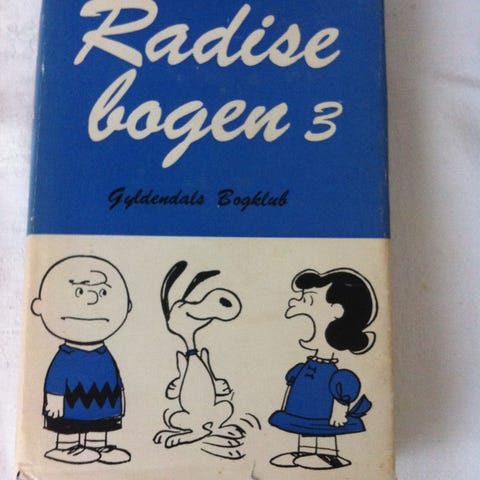 Radise
bogen 3
Gyldendals Bogklub